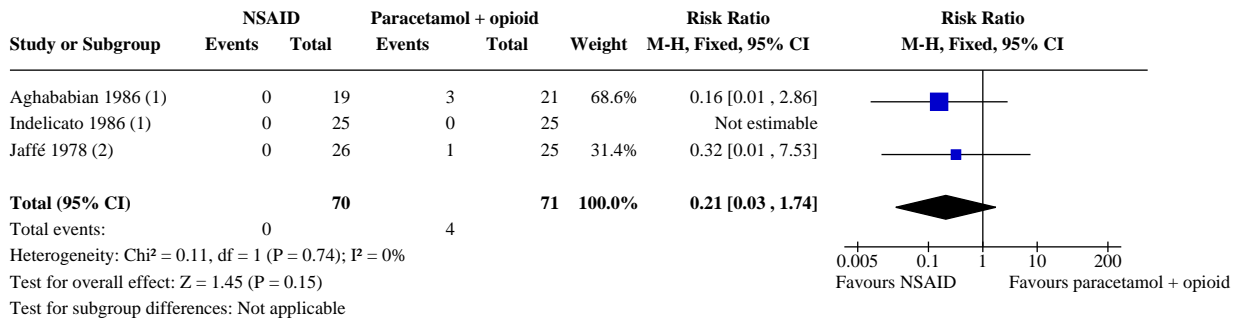 NSAID Paracetamol + opioid Risk Ratio Risk Ratio
Study or Subgroup Events Total Events Total Weight M-H, Fixed, 95% CI M-H, Fixed, 95% CI
Aghababian 1986 (1) 0 19 3 21 68.6% 0.16 [0.01 , 2.86]
Indelicato 1986 (1) 0 25 0 25 Not estimable
Jaffé 1978 (2) 0 26 1 25 31.4% 0.32 [0.01 , 7.53]
Total (95% CI) 70 71 100.0% 0.21 [0.03 , 1.74]
Total events: 0 4
Heterogeneity: Chi² = 0.11, df = 1 (P = 0.74); I² = 0%
Test for overall effect: Z = 1.45 (P = 0.15)
Test for subgroup differences: Not applicable
0.005 0.1 1 10 200
Favours NSAID Favours paracetamol + opioid